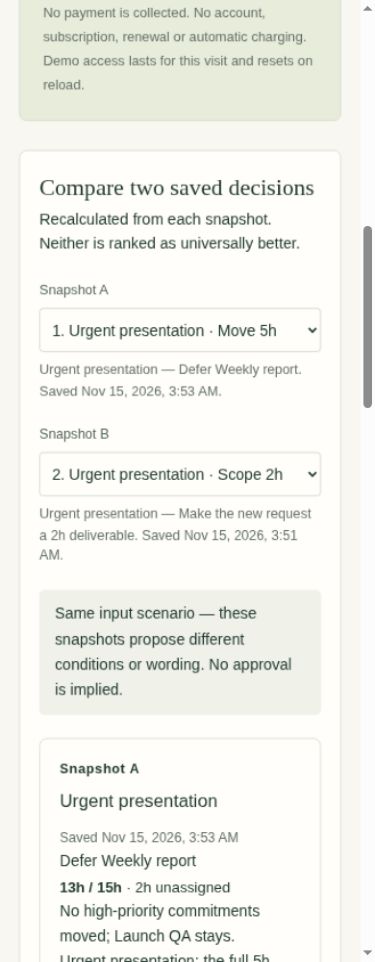 No payment is collected. No account,
subscription, renewal or automatic charging.
Demo access lasts for this visit and resets on
reload.
Compare two saved decisions
Recalculated from each snapshot.
Neither is ranked as universally better.
Snapshot A
1. Urgent presentation · Move 5h
Urgent presentation — Defer Weekly report.
Saved Nov 15, 2026, 3:53 AM.
Snapshot B
2. Urgent presentation · Scope 2h
Urgent presentation — Make the new request
a 2h deliverable. Saved Nov 15, 2026, 3:51
AM.
Same input scenario — these
snapshots propose different
conditions or wording. No approval
is implied.
Snapshot A
Urgent presentation
Saved Nov 15, 2026, 3:53 AM
Defer Weekly report
13h / 15h · 2h unassigned
No high-priority commitments
moved; Launch QA stays.
Urgent presentation: the full 5h